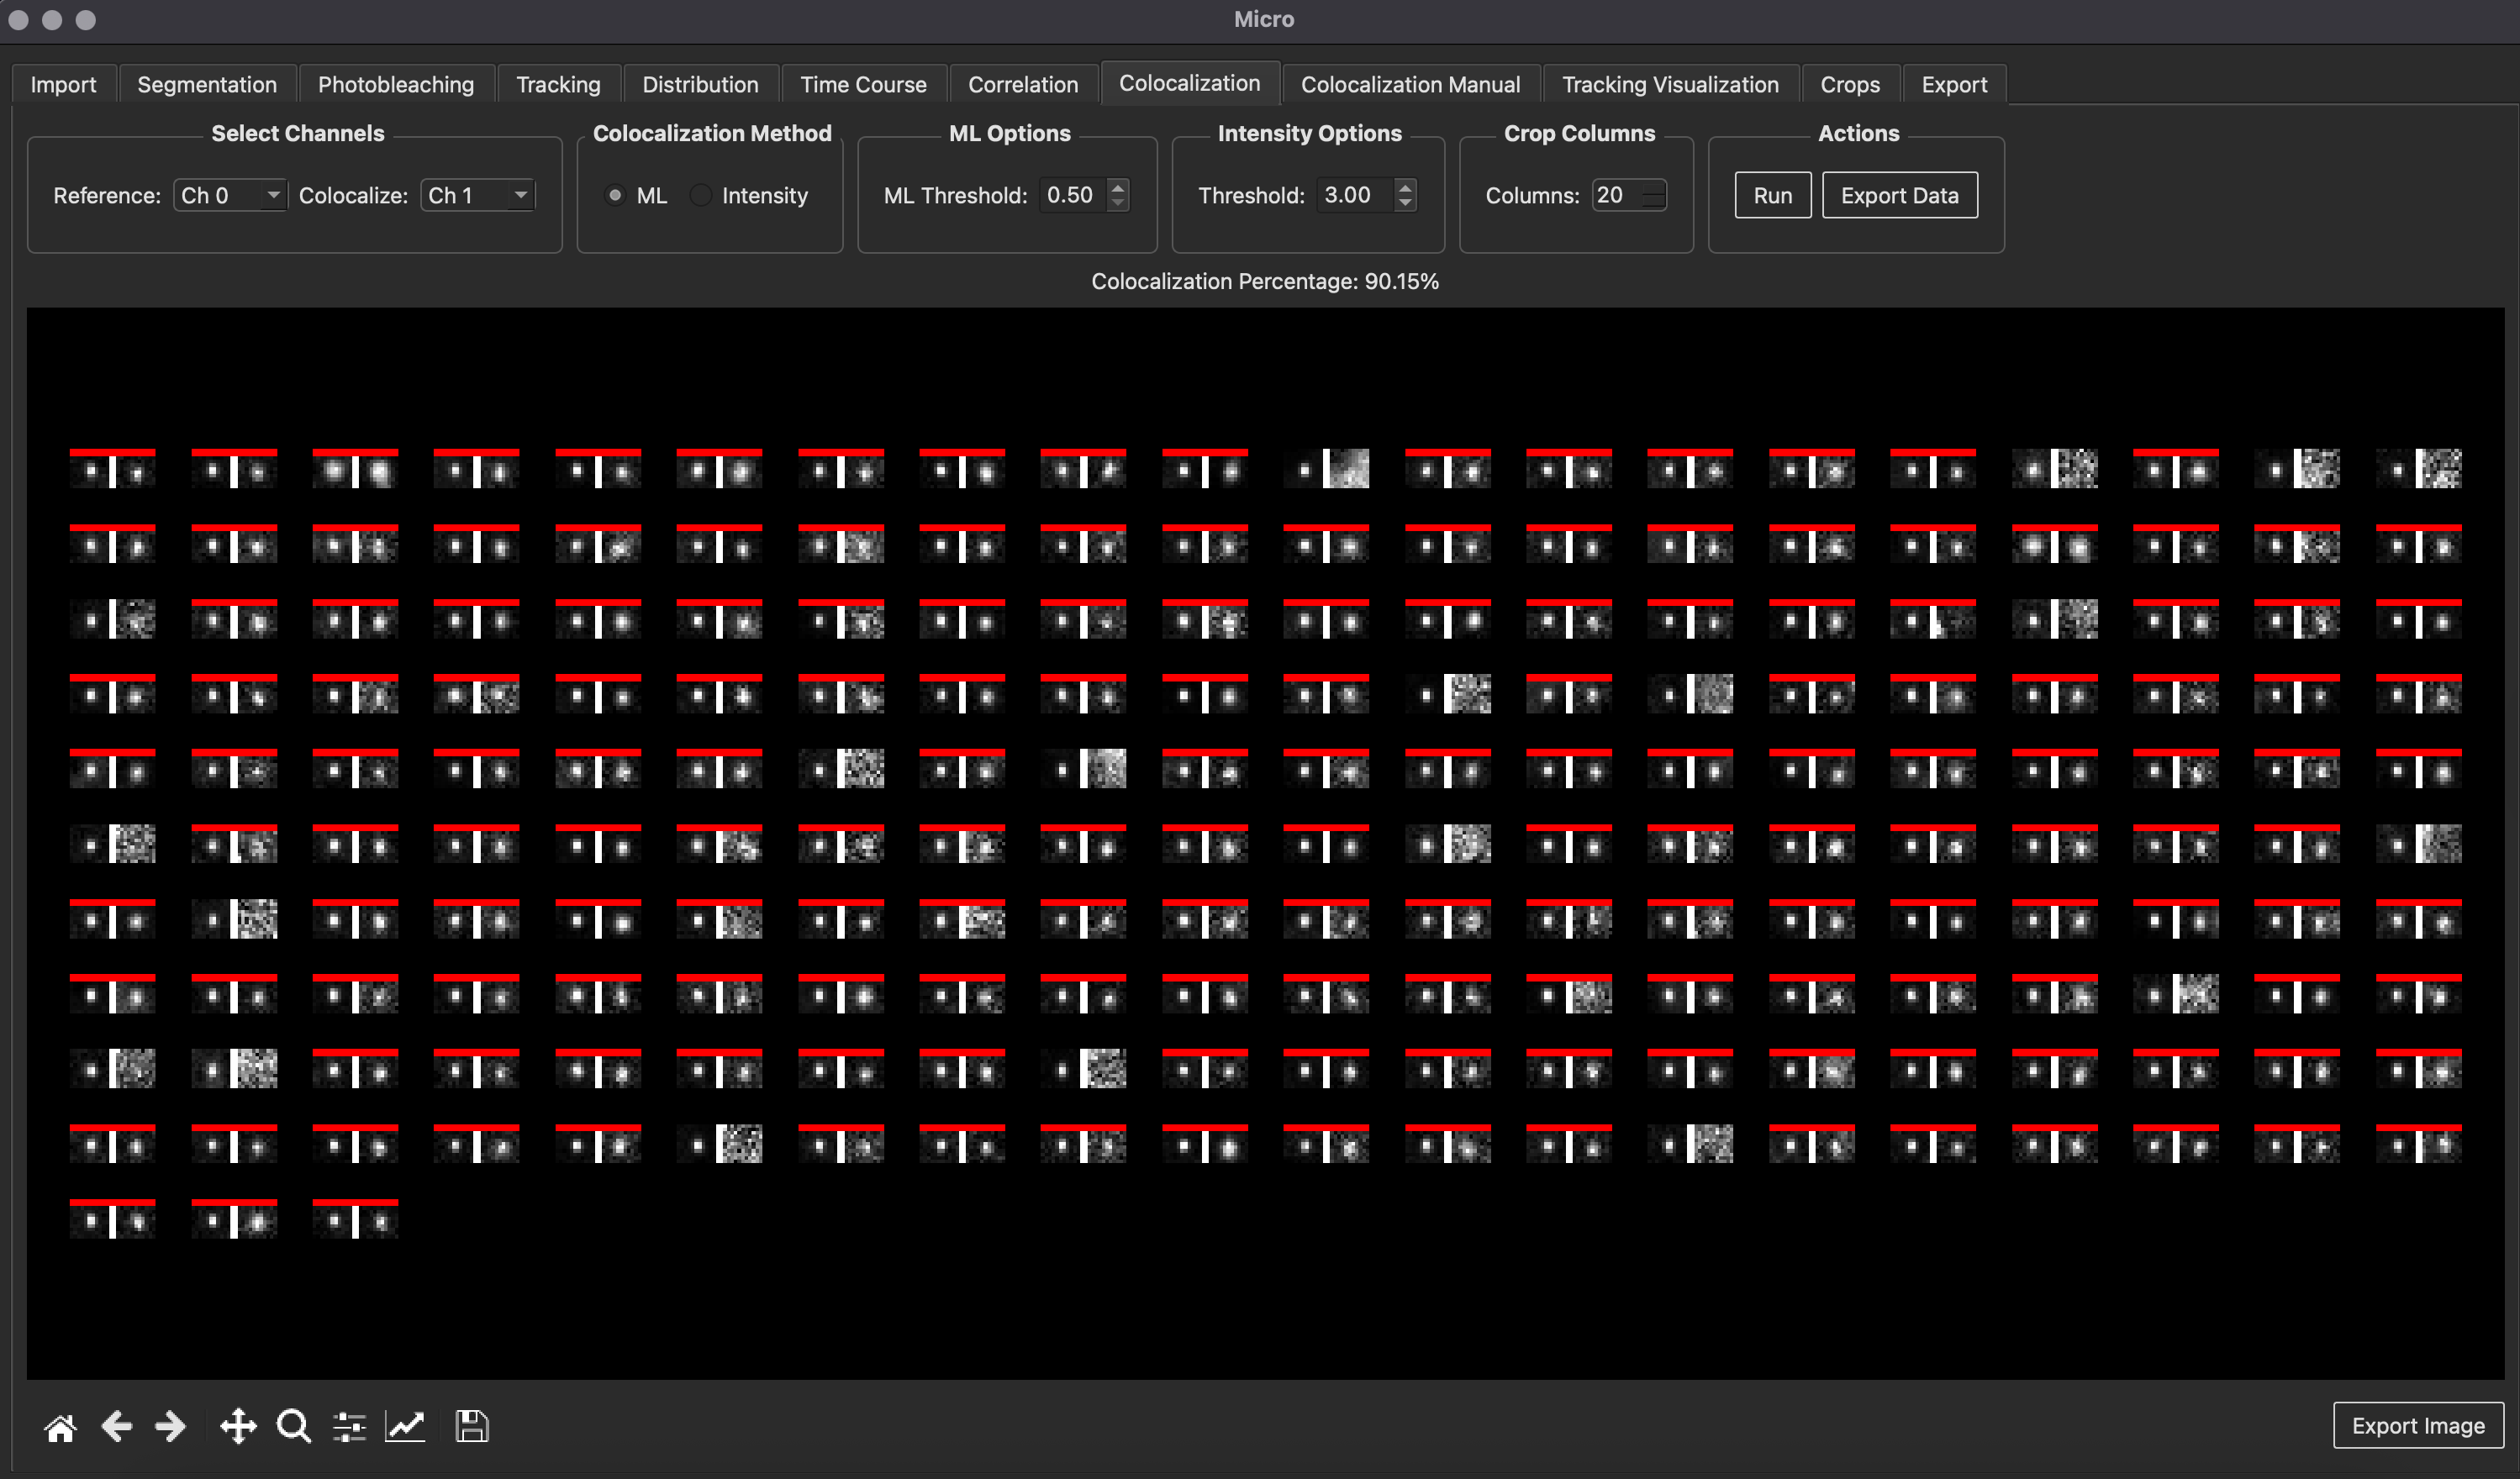 Micro
Import Segmentation Photobleaching Tracking Distribution Time Course Correlation Colocalization Colocalization Manual Tracking Visualization Crops Export
Select Channels Colocalization Method ML Options Intensity Options Crop Columns Actions
Reference: Ch 0 Colocalize: Ch 1 ML Intensity ML Threshold: 0.50 Threshold: 3.00 Columns: 20 Run Export Data
Colocalization Percentage: 90.15%
Export Image